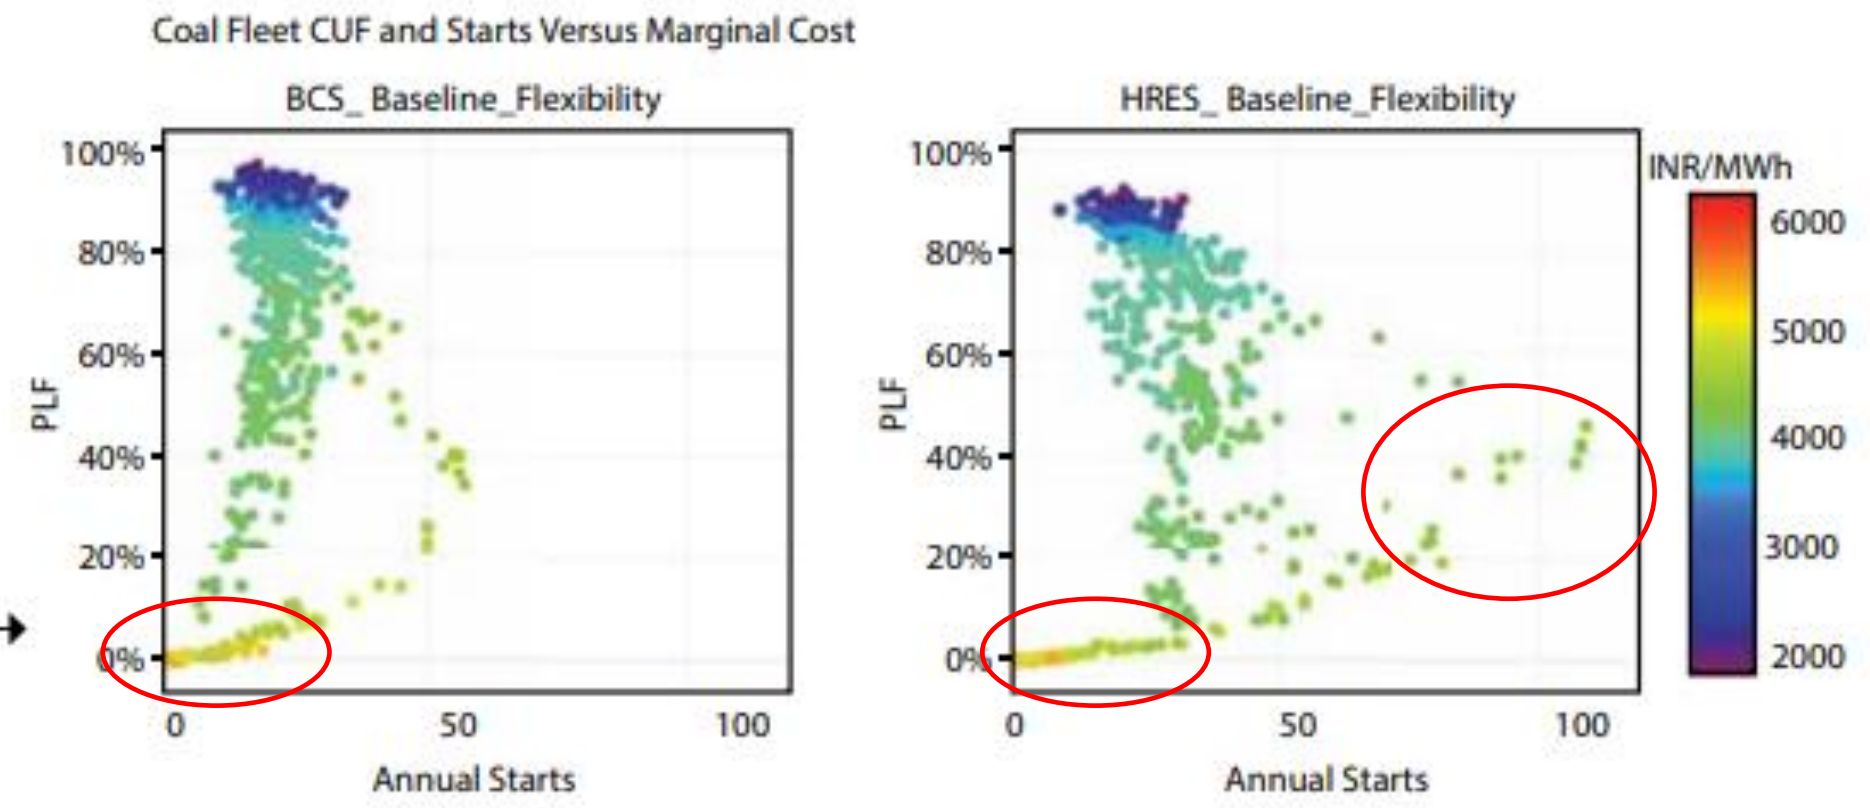 Coal Fleet CUF and Starts Versus Marginal Cost
BCS_ Baseline_Flexibility
100%
80%
60%
40%
20%
0%
PLF
0 50 100
Annual Starts
HRES_ Baseline_Flexibility
100%
80%
60%
40%
20%
0%
PLF
0 50 100
Annual Starts
INR/MWh
6000
5000
4000
3000
2000